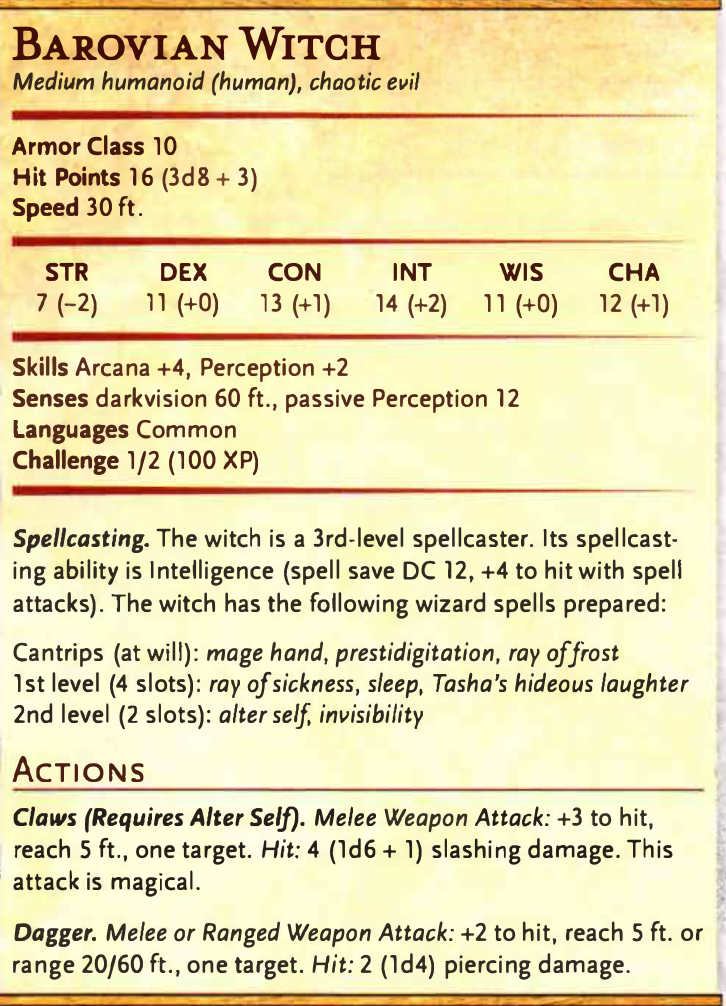 BAROVIAN WITCH
Medium humanoid (human), chaotic evil
Armor Class 10
Hit Points 16 (3d8 + 3)
Speed 30 ft.
STR DEX CON INT WIS CHA
7 (–2) 11 (+0) 13 (+1) 14 (+2) 11 (+0) 12 (+1)
Skills Arcana +4, Perception +2
Senses darkvision 60 ft., passive Perception 12
Languages Common
Challenge 1/2 (100 XP)
Spellcasting. The witch is a 3rd-level spellcaster. Its spellcast-
ing ability is Intelligence (spell save DC 12, +4 to hit with spell
attacks). The witch has the following wizard spells prepared:
Cantrips (at will): mage hand, prestidigitation, ray of frost
1st level (4 slots): ray of sickness, sleep, Tasha's hideous laughter
2nd level (2 slots): alter self, invisibility
ACTIONS
Claws (Requires Alter Self). Melee Weapon Attack: +3 to hit,
reach 5 ft., one target. Hit: 4 (1d6 + 1) slashing damage. This
attack is magical.
Dagger. Melee or Ranged Weapon Attack: +2 to hit, reach 5 ft. or
range 20/60 ft., one target. Hit: 2 (1d4) piercing damage.